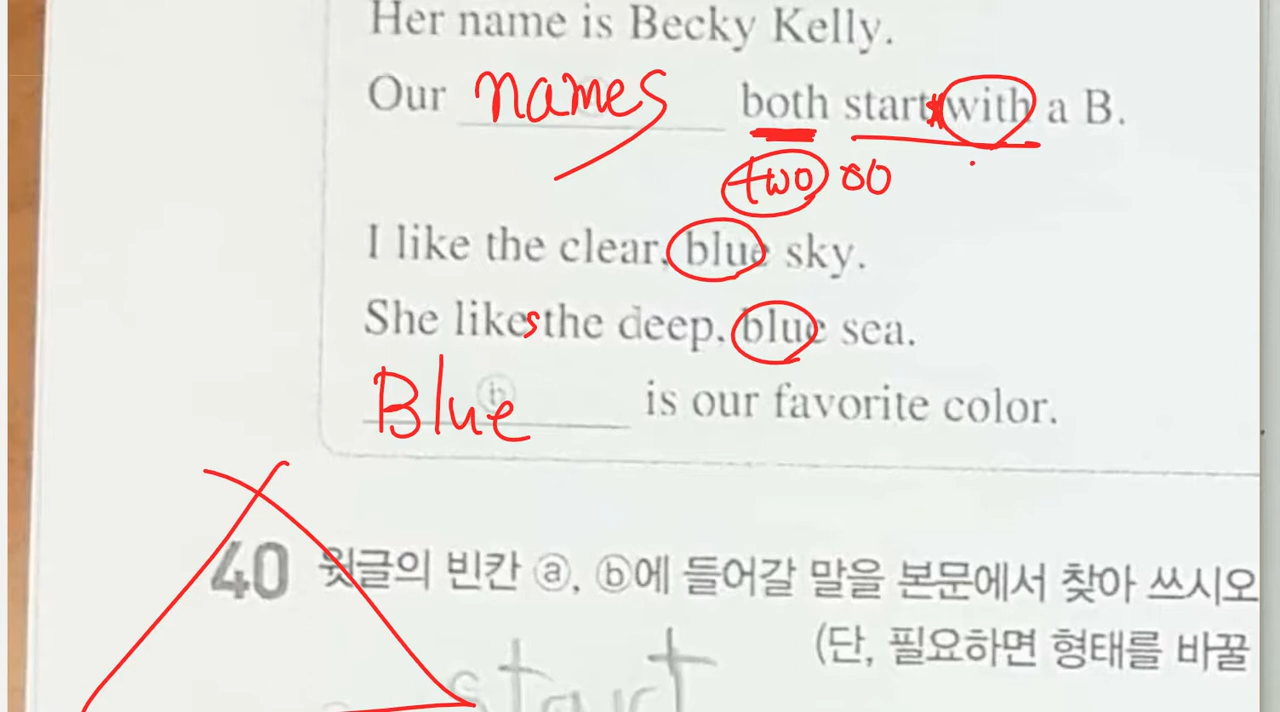 Her name is Becky Kelly.
Our names both start with a B.
two 80
I like the clear, blue sky.
She likes the deep, blue sea.
Blue ⓑ is our favorite color.
40 윗글의 빈칸 ⓐ, ⓑ에 들어갈 말을 본문에서 찾아 쓰시오
(단, 필요하면 형태를 바꿀
start